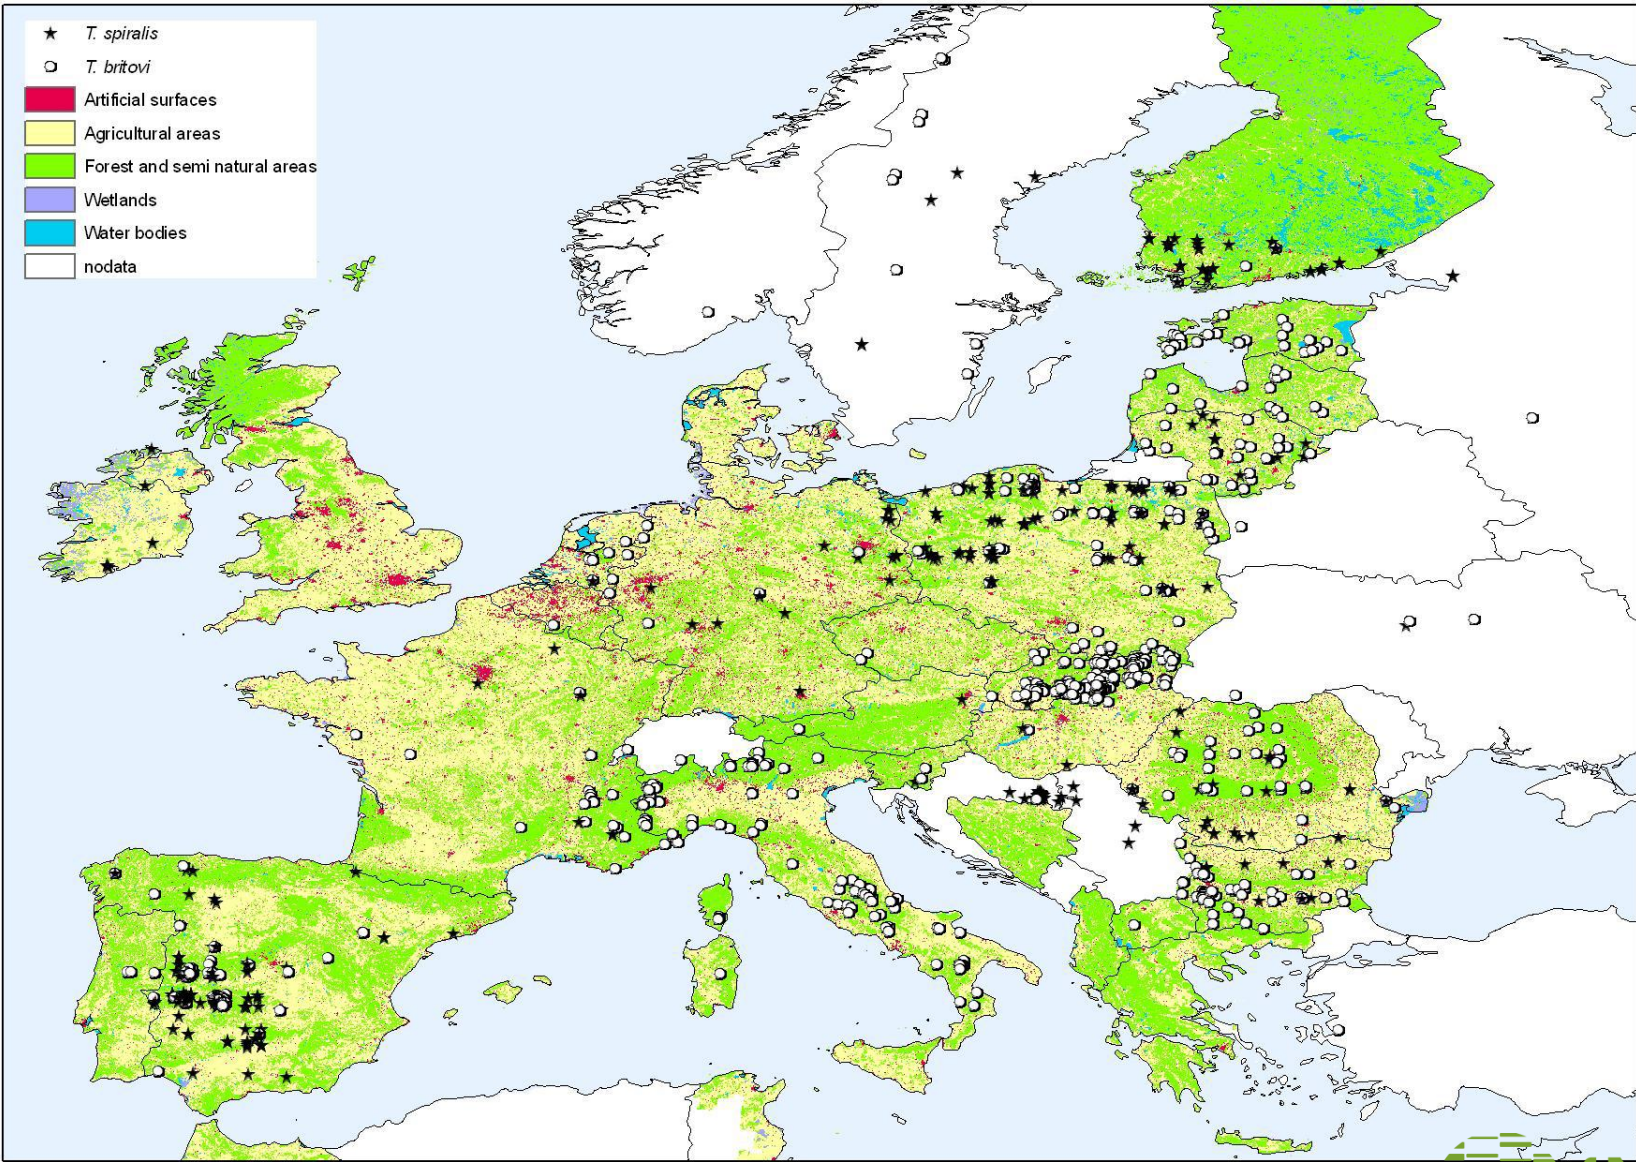 T. spiralis
T. britovi
Artificial surfaces
Agricultural areas
Forest and semi natural areas
Wetlands
Water bodies
nodata